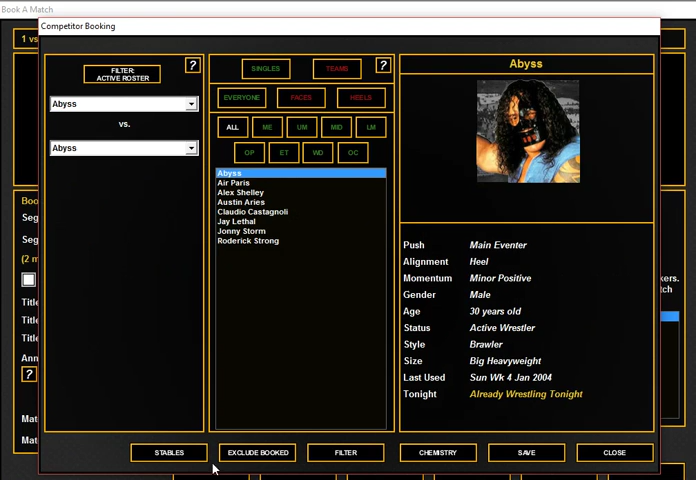 Book A Match
Competitor Booking
1 vs
FILTER:
ACTIVE ROSTER
?
Abyss
vs.
Abyss
SINGLES
TEAMS
?
EVERYONE
FACES
HEELS
ALL
ME
UM
MID
LM
OP
ET
WD
OC
Abyss
Air Paris
Alex Shelley
Austin Aries
Claudio Castagnoli
Jay Lethal
Jonny Storm
Roderick Strong
Abyss
Push Main Eventer
Alignment Heel
Momentum Minor Positive
Gender Male
Age 30 years old
Status Active Wrestler
Style Brawler
Size Big Heavyweight
Last Used Sun Wk 4 Jan 2004
Tonight Already Wrestling Tonight
Boo
Seg
Seg
(2 m
Title
Title
Title
Ann
?
Mat
Mat
kers.
tch
STABLES
EXCLUDE BOOKED
FILTER
CHEMISTRY
SAVE
CLOSE